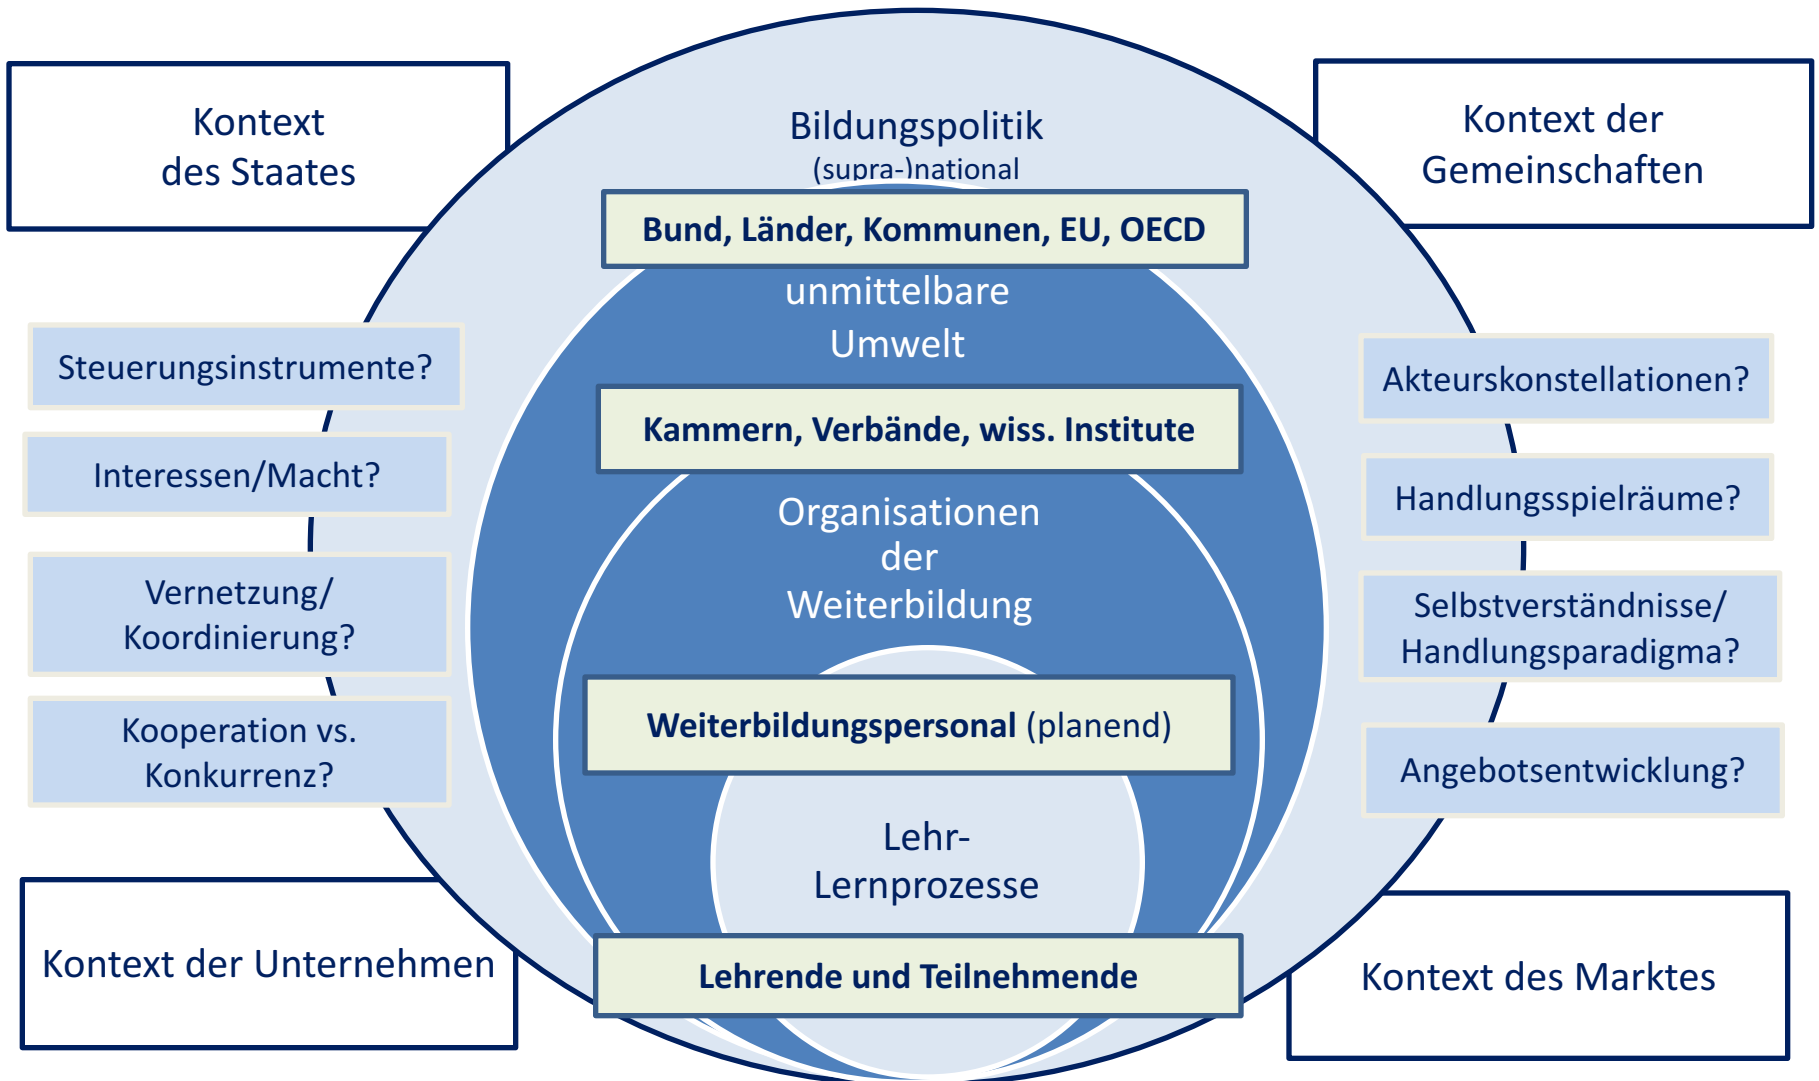 Kontext
des Staates
Bildungspolitik
(supra-)national
Kontext der
Gemeinschaften
Bund, Länder, Kommunen, EU, OECD
unmittelbare
Umwelt
Steuerungsinstrumente?
Interessen/Macht?
Vernetzung/
Koordinierung?
Kooperation vs.
Konkurrenz?
Kammern, Verbände, wiss. Institute
Organisationen
der
Weiterbildung
Weiterbildungspersonal (planend)
Lehr-
Lernprozesse
Lehrende und Teilnehmende
Akteurskonstellationen?
Handlungsspielräume?
Selbstverständnisse/
Handlungsparadigma?
Angebotsentwicklung?
Kontext der Unternehmen
Kontext des Marktes